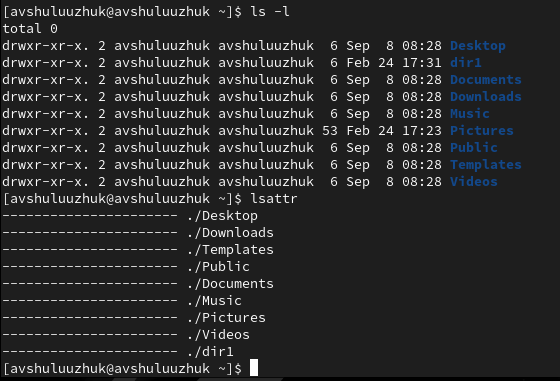 [avshuluuzhuk@avshuluuzhuk ~]$ ls -l
total 0
drwxr-xr-x. 2 avshuluuzhuk avshuluuzhuk  6 Sep  8 08:28 Desktop
drwxr-xr-x. 2 avshuluuzhuk avshuluuzhuk  6 Feb 24 17:31 dir1
drwxr-xr-x. 2 avshuluuzhuk avshuluuzhuk  6 Sep  8 08:28 Documents
drwxr-xr-x. 2 avshuluuzhuk avshuluuzhuk  6 Sep  8 08:28 Downloads
drwxr-xr-x. 2 avshuluuzhuk avshuluuzhuk  6 Sep  8 08:28 Music
drwxr-xr-x. 2 avshuluuzhuk avshuluuzhuk 53 Feb 24 17:23 Pictures
drwxr-xr-x. 2 avshuluuzhuk avshuluuzhuk  6 Sep  8 08:28 Public
drwxr-xr-x. 2 avshuluuzhuk avshuluuzhuk  6 Sep  8 08:28 Templates
drwxr-xr-x. 2 avshuluuzhuk avshuluuzhuk  6 Sep  8 08:28 Videos
[avshuluuzhuk@avshuluuzhuk ~]$ lsattr
---------------------- ./Desktop
---------------------- ./Downloads
---------------------- ./Templates
---------------------- ./Public
---------------------- ./Documents
---------------------- ./Music
---------------------- ./Pictures
---------------------- ./Videos
---------------------- ./dir1
[avshuluuzhuk@avshuluuzhuk ~]$